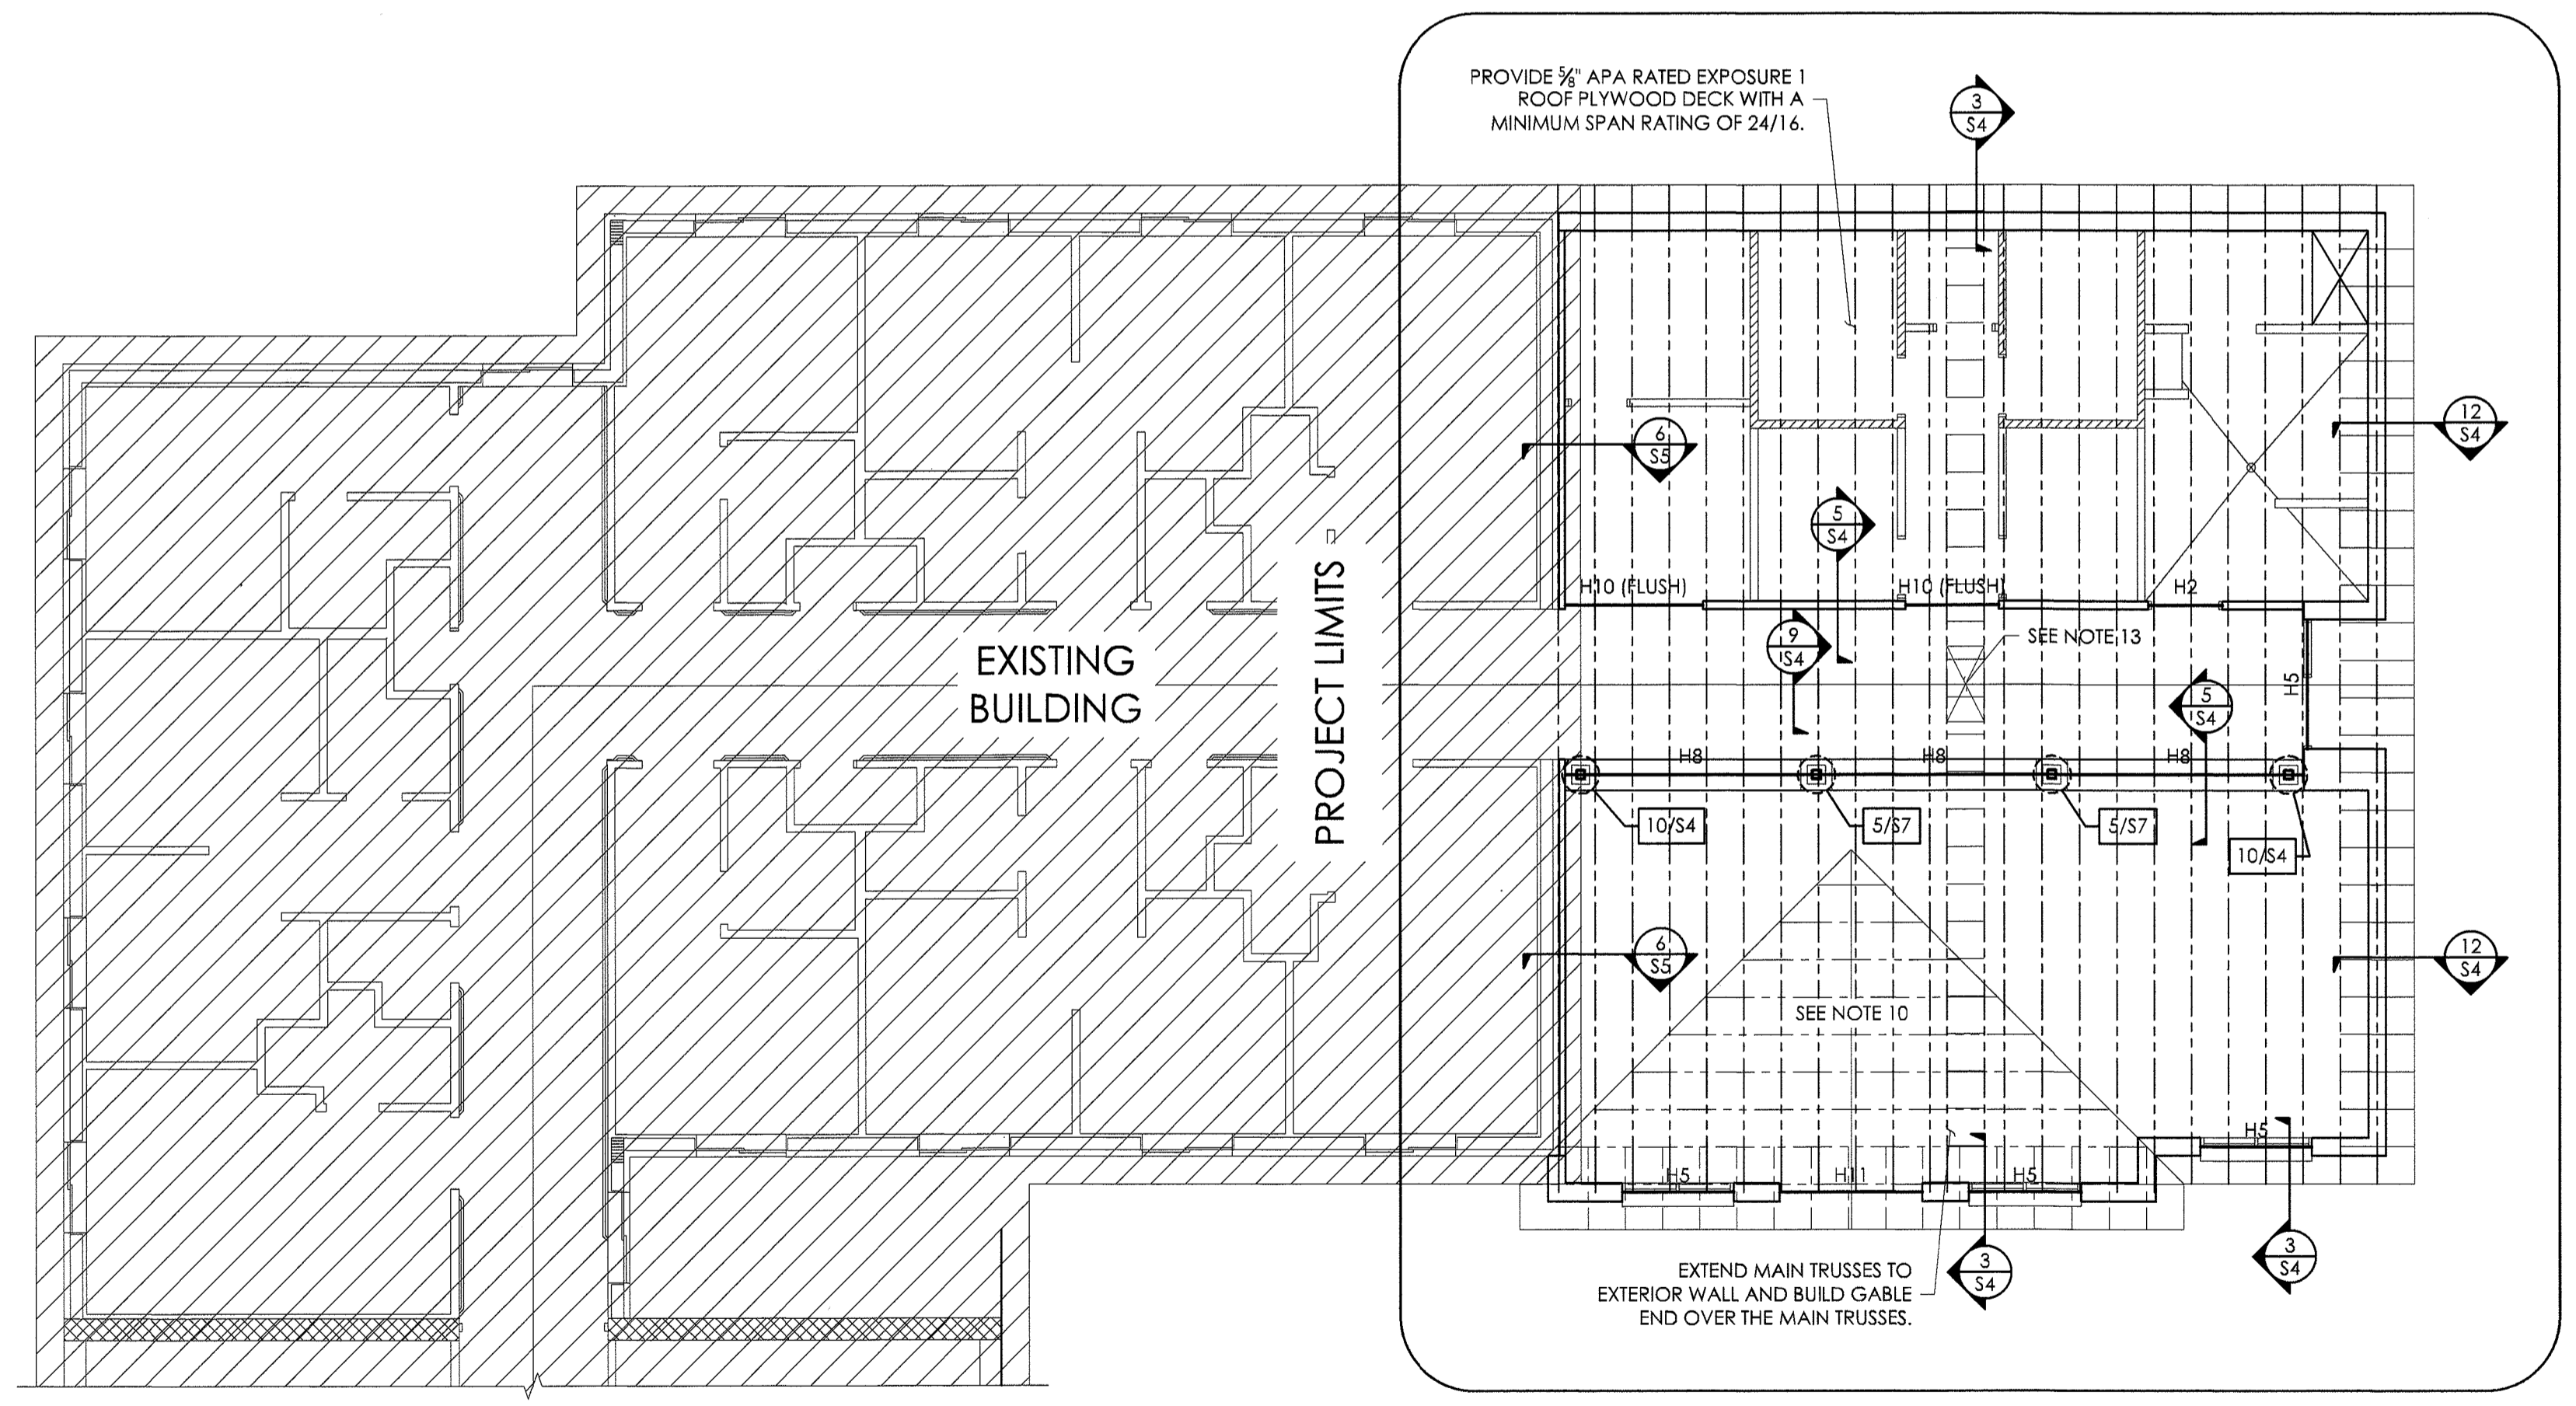 PROVIDE ⅝" APA RATED EXPOSURE 1
ROOF PLYWOOD DECK WITH A
MINIMUM SPAN RATING OF 24/16.
3
S4
12
S4
6
S5
5
S4
H10 (FLUSH)
H10 (FLUSH)
H2
9
S4
SEE NOTE 13
EXISTING
BUILDING
PROJECT LIMITS
H5
5
S4
H8
H8
H8
10/S4
5/S7
5/S7
10/S4
6
S5
12
S4
SEE NOTE 10
H5
H5
H11
H5
3
S4
3
S4
EXTEND MAIN TRUSSES TO
EXTERIOR WALL AND BUILD GABLE
END OVER THE MAIN TRUSSES.